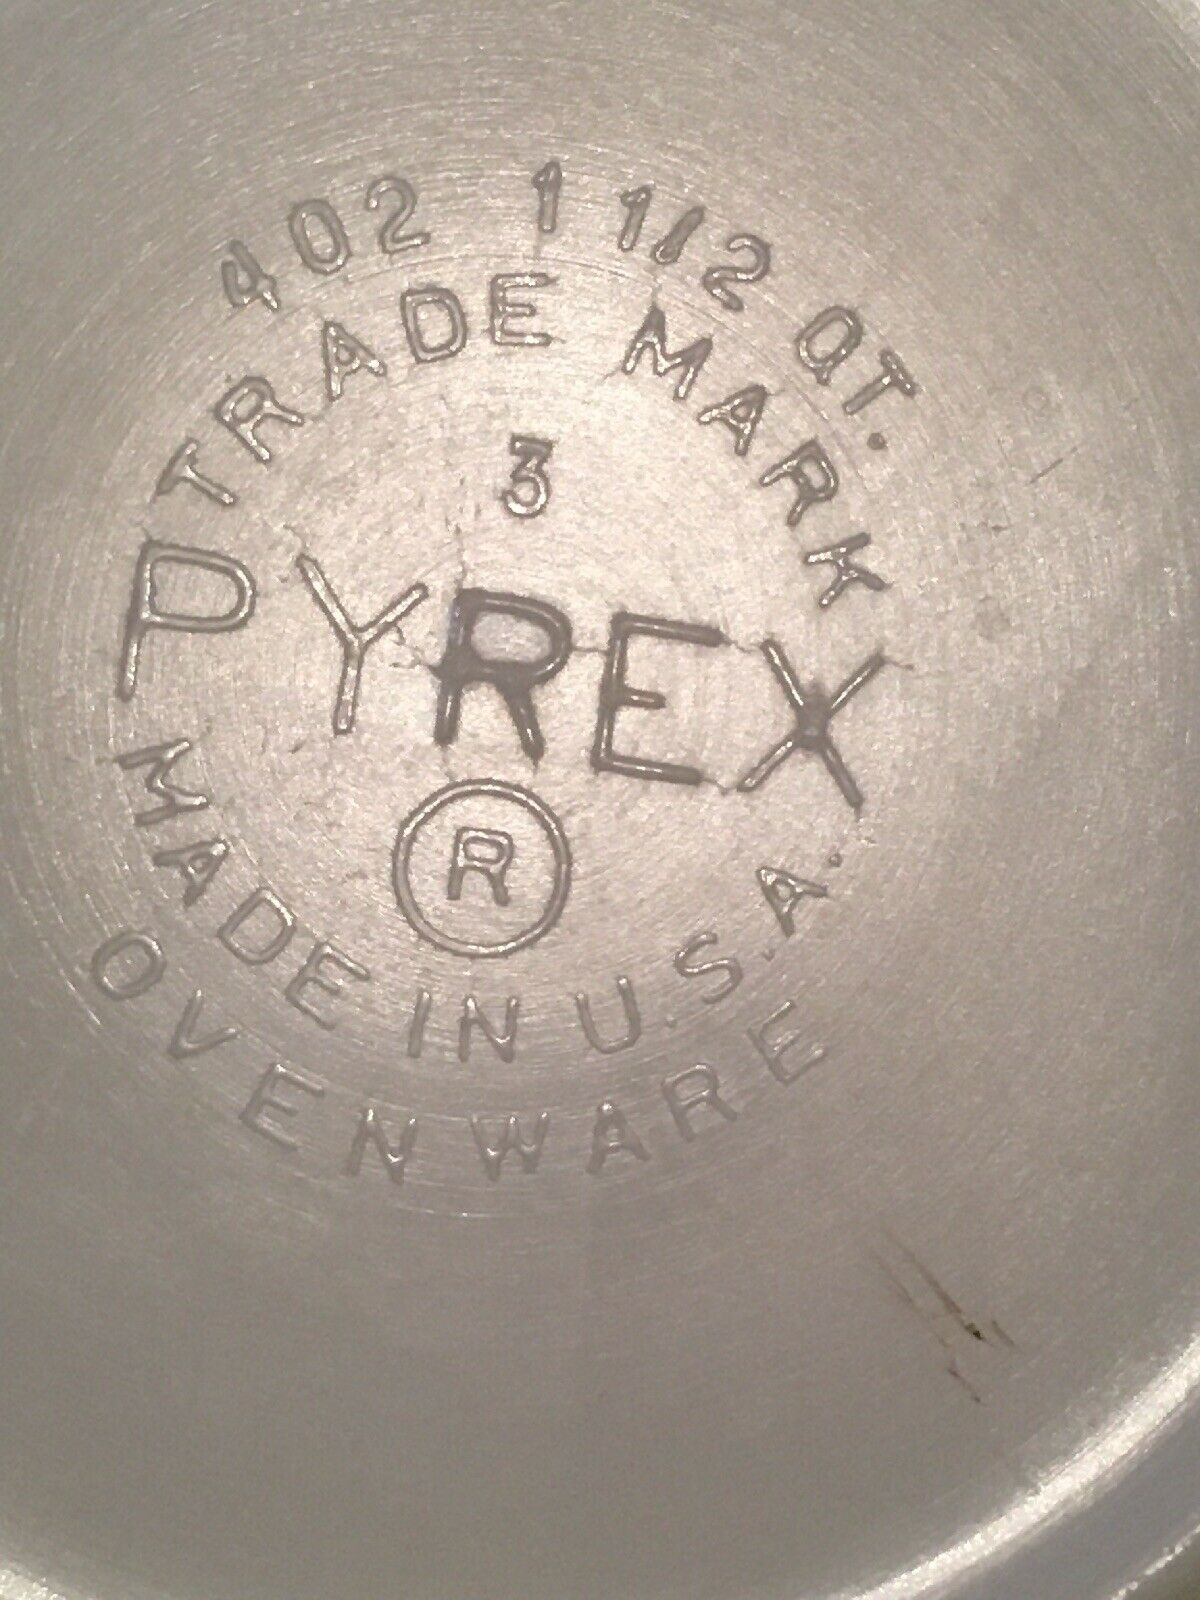 402 1 1/2 QT.
TRADE MARK
3
PYREX
®
MADE IN U.S.A.
OVENWARE